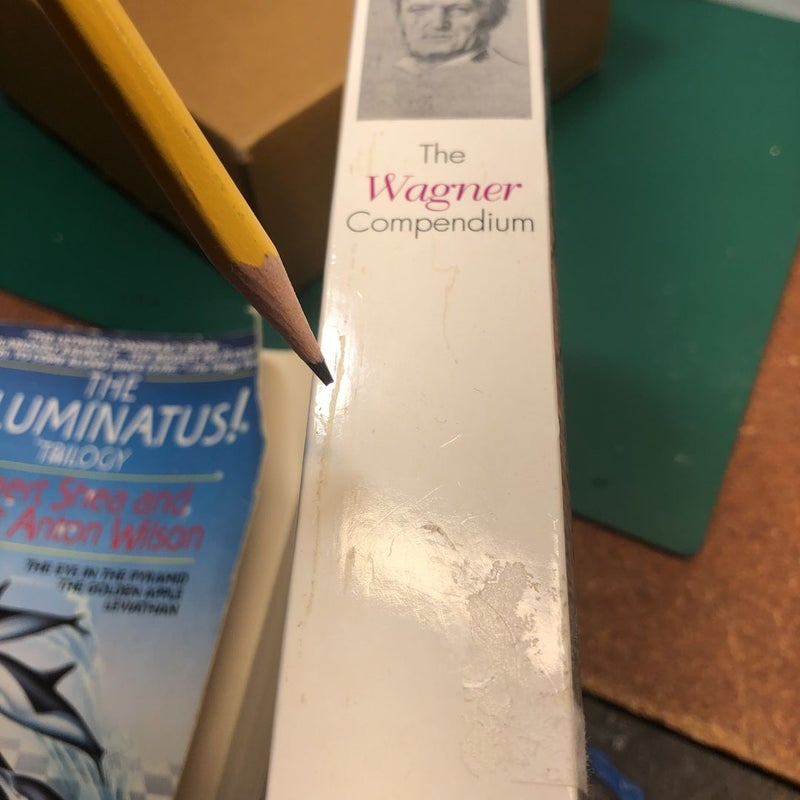 The
Wagner
Compendium
THE
LUMINATUS!
TRILOGY
Shea and
Anton Wilson
THE EYE IN THE PYRAMID
THE GOLDEN APPLE
LEVIATHAN